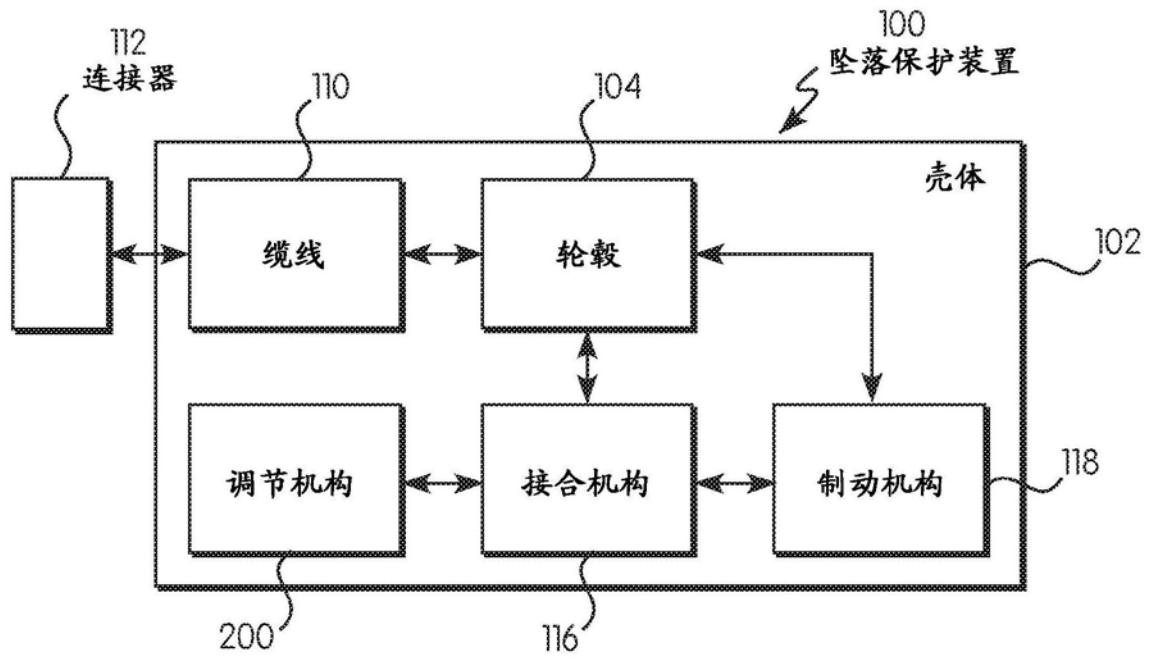 100
坠落保护装置
112
连接器
110
104
壳体
102
缆线
轮毂
调节机构
接合机构
制动机构
118
200
116